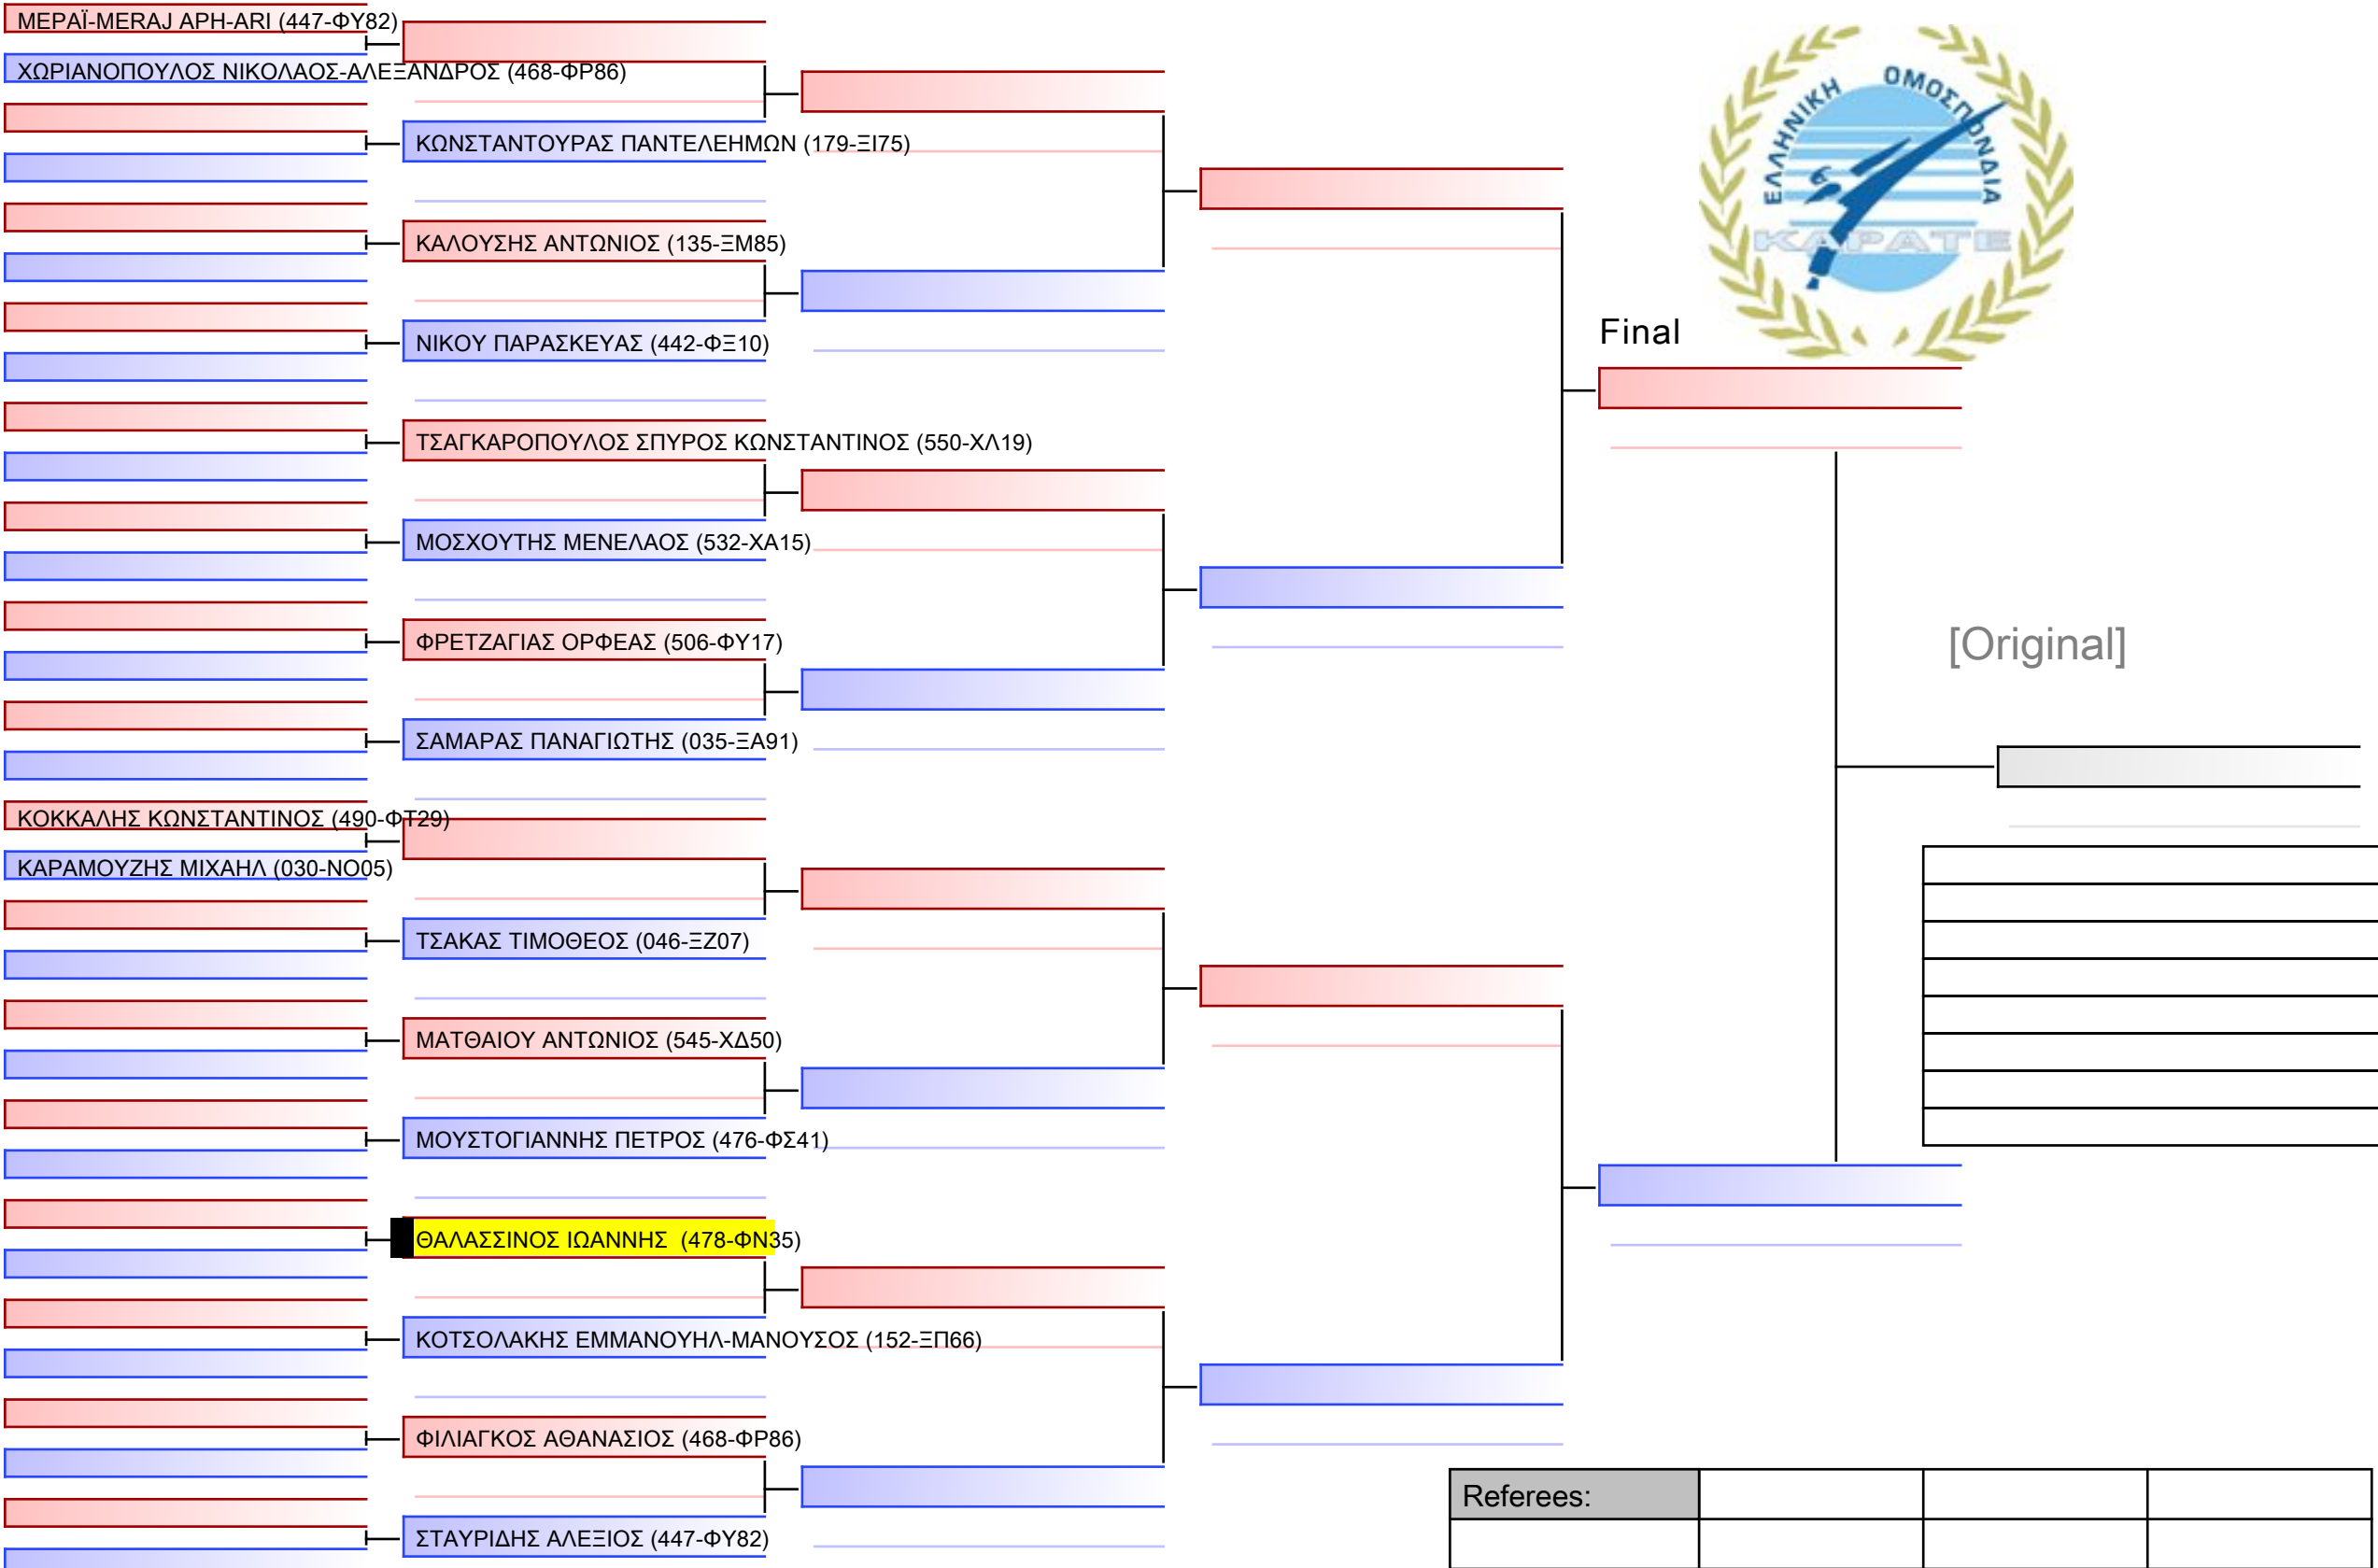 ΜΕΡΑΪ-MERAJ ΑΡΗ-ARI (447-ΦΥ82)
ΧΩΡΙΑΝΟΠΟΥΛΟΣ ΝΙΚΟΛΑΟΣ-ΑΛΕΞΑΝΔΡΟΣ (468-ΦΡ86)
ΚΩΝΣΤΑΝΤΟΥΡΑΣ ΠΑΝΤΕΛΕΗΜΩΝ (179-ΞΙ75)
ΚΑΛΟΥΣΗΣ ΑΝΤΩΝΙΟΣ (135-ΞΜ85)
ΝΙΚΟΥ ΠΑΡΑΣΚΕΥΑΣ (442-ΦΞ10)
ΤΣΑΓΚΑΡΟΠΟΥΛΟΣ ΣΠΥΡΟΣ ΚΩΝΣΤΑΝΤΙΝΟΣ (550-ΧΛ19)
ΜΟΣΧΟΥΤΗΣ ΜΕΝΕΛΑΟΣ (532-ΧΑ15)
ΦΡΕΤΖΑΓΙΑΣ ΟΡΦΕΑΣ (506-ΦΥ17)
ΣΑΜΑΡΑΣ ΠΑΝΑΓΙΩΤΗΣ (035-ΞΑ91)
ΚΟΚΚΑΛΗΣ ΚΩΝΣΤΑΝΤΙΝΟΣ (490-ΦΤ29)
ΚΑΡΑΜΟΥΖΗΣ ΜΙΧΑΗΛ (030-ΝΟ05)
ΤΣΑΚΑΣ ΤΙΜΟΘΕΟΣ (046-ΞΖ07)
ΜΑΤΘΑΙΟΥ ΑΝΤΩΝΙΟΣ (545-ΧΔ50)
ΜΟΥΣΤΟΓΙΑΝΝΗΣ ΠΕΤΡΟΣ (476-ΦΣ41)
ΘΑΛΑΣΣΙΝΟΣ ΙΩΑΝΝΗΣ (478-ΦΝ35)
ΚΟΤΣΟΛΑΚΗΣ ΕΜΜΑΝΟΥΗΛ-ΜΑΝΟΥΣΟΣ (152-ΞΠ66)
ΦΙΛΙΑΓΚΟΣ ΑΘΑΝΑΣΙΟΣ (468-ΦΡ86)
ΣΤΑΥΡΙΔΗΣ ΑΛΕΞΙΟΣ (447-ΦΥ82)
ΕΛΛΗΝΙΚΗ ΟΜΟΣΠΟΝΔΙΑ
ΚΑΡΑΤΕ
Final
[Original]
Referees: